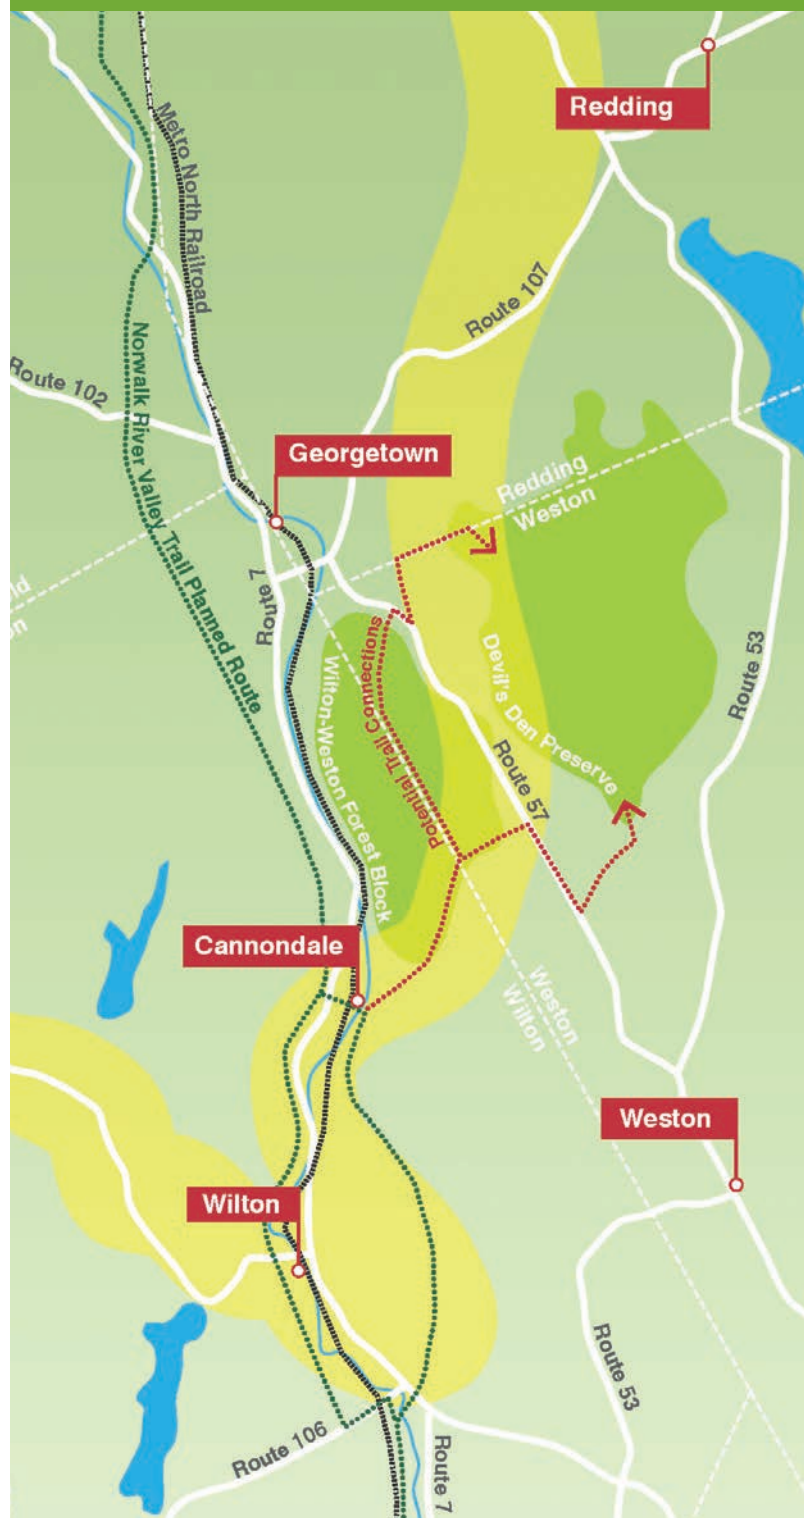 Redding
Metro North Railroad
Route 107
Route 102
Norwalk River Valley Trail Planned Route
Georgetown
Redding
Weston
Route 7
ld
on
Potential Trail Connections
Wilton-Weston Forest Block
Devil's Den Preserve
Route 53
Route 57
Cannondale
Weston
Wilton
Weston
Wilton
Route 53
Route 106
Route 7